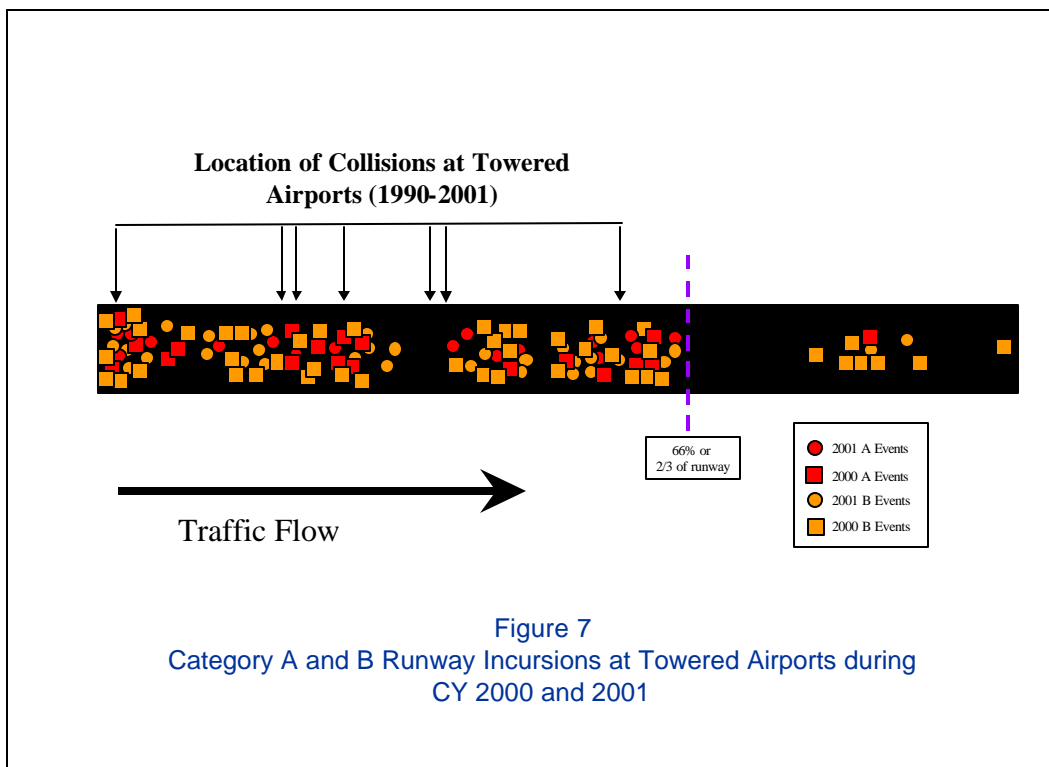 Location of Collisions at Towered
Airports (1990-2001)
66% or
2/3 of runway
2001 A Events
2000 A Events
2001 B Events
2000 B Events
Traffic Flow
Figure 7
Category A and B Runway Incursions at Towered Airports during
CY 2000 and 2001